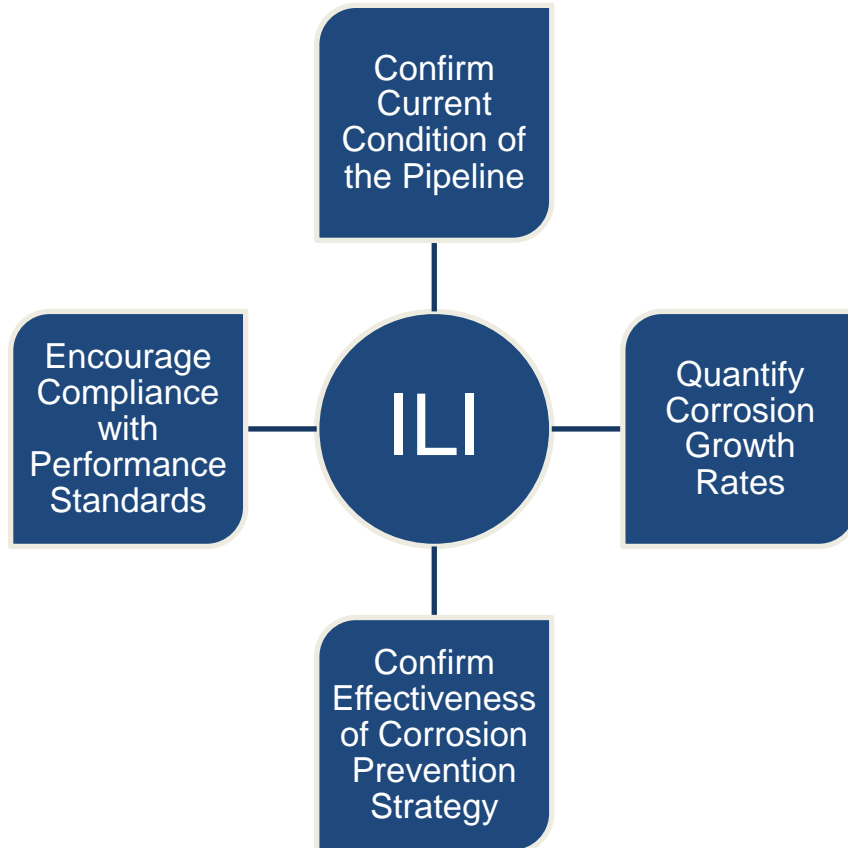 Confirm
Current
Condition of
the Pipeline
Encourage
Compliance
with
Performance
Standards
ILI
Quantify
Corrosion
Growth
Rates
Confirm
Effectiveness
of Corrosion
Prevention
Strategy